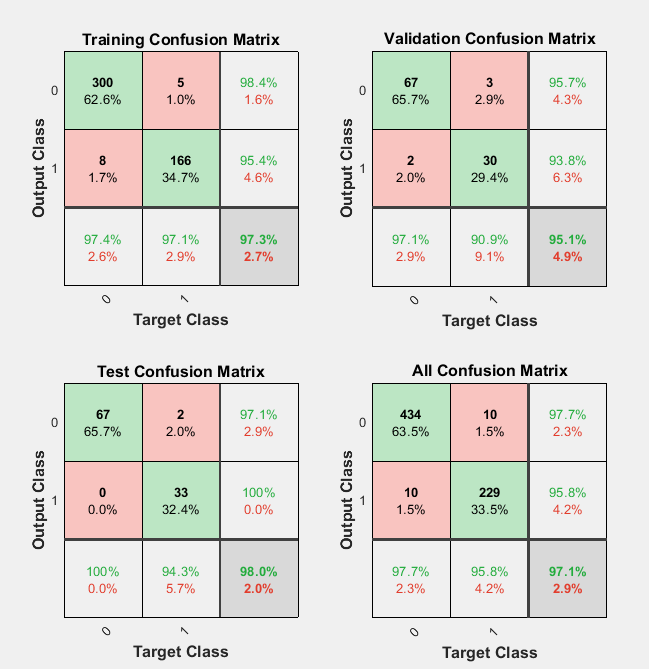 Training Confusion Matrix
0 300 5 98.4%
62.6% 1.0% 1.6%
1 8 166 95.4%
1.7% 34.7% 4.6%
97.4% 97.1% 97.3%
2.6% 2.9% 2.7%
0 1
Output Class
Target Class
Validation Confusion Matrix
0 67 3 95.7%
65.7% 2.9% 4.3%
1 2 30 93.8%
2.0% 29.4% 6.3%
97.1% 90.9% 95.1%
2.9% 9.1% 4.9%
0 1
Output Class
Target Class
Test Confusion Matrix
0 67 2 97.1%
65.7% 2.0% 2.9%
1 0 33 100%
0.0% 32.4% 0.0%
100% 94.3% 98.0%
0.0% 5.7% 2.0%
0 1
Output Class
Target Class
All Confusion Matrix
0 434 10 97.7%
63.5% 1.5% 2.3%
1 10 229 95.8%
1.5% 33.5% 4.2%
97.7% 95.8% 97.1%
2.3% 4.2% 2.9%
0 1
Output Class
Target Class